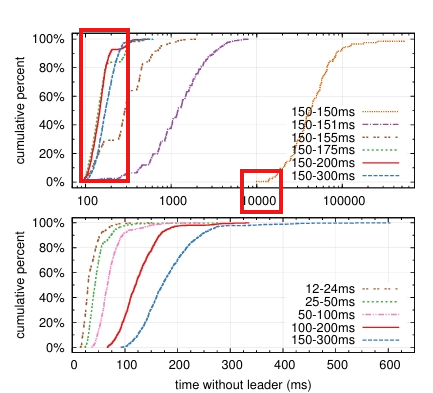 cumulative percent
100%
80%
60%
40%
20%
0%
150-150ms
150-151ms
150-155ms
150-175ms
150-200ms
150-300ms
100 1000 10000 100000
cumulative percent
100%
80%
60%
40%
20%
0%
12-24ms
25-50ms
50-100ms
100-200ms
150-300ms
0 100 200 300 400 500 600
time without leader (ms)